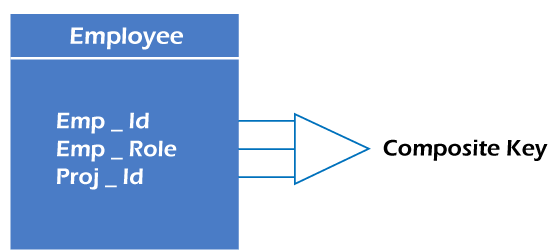 Employee
Emp _ Id
Emp _ Role
Proj _ Id
Composite Key